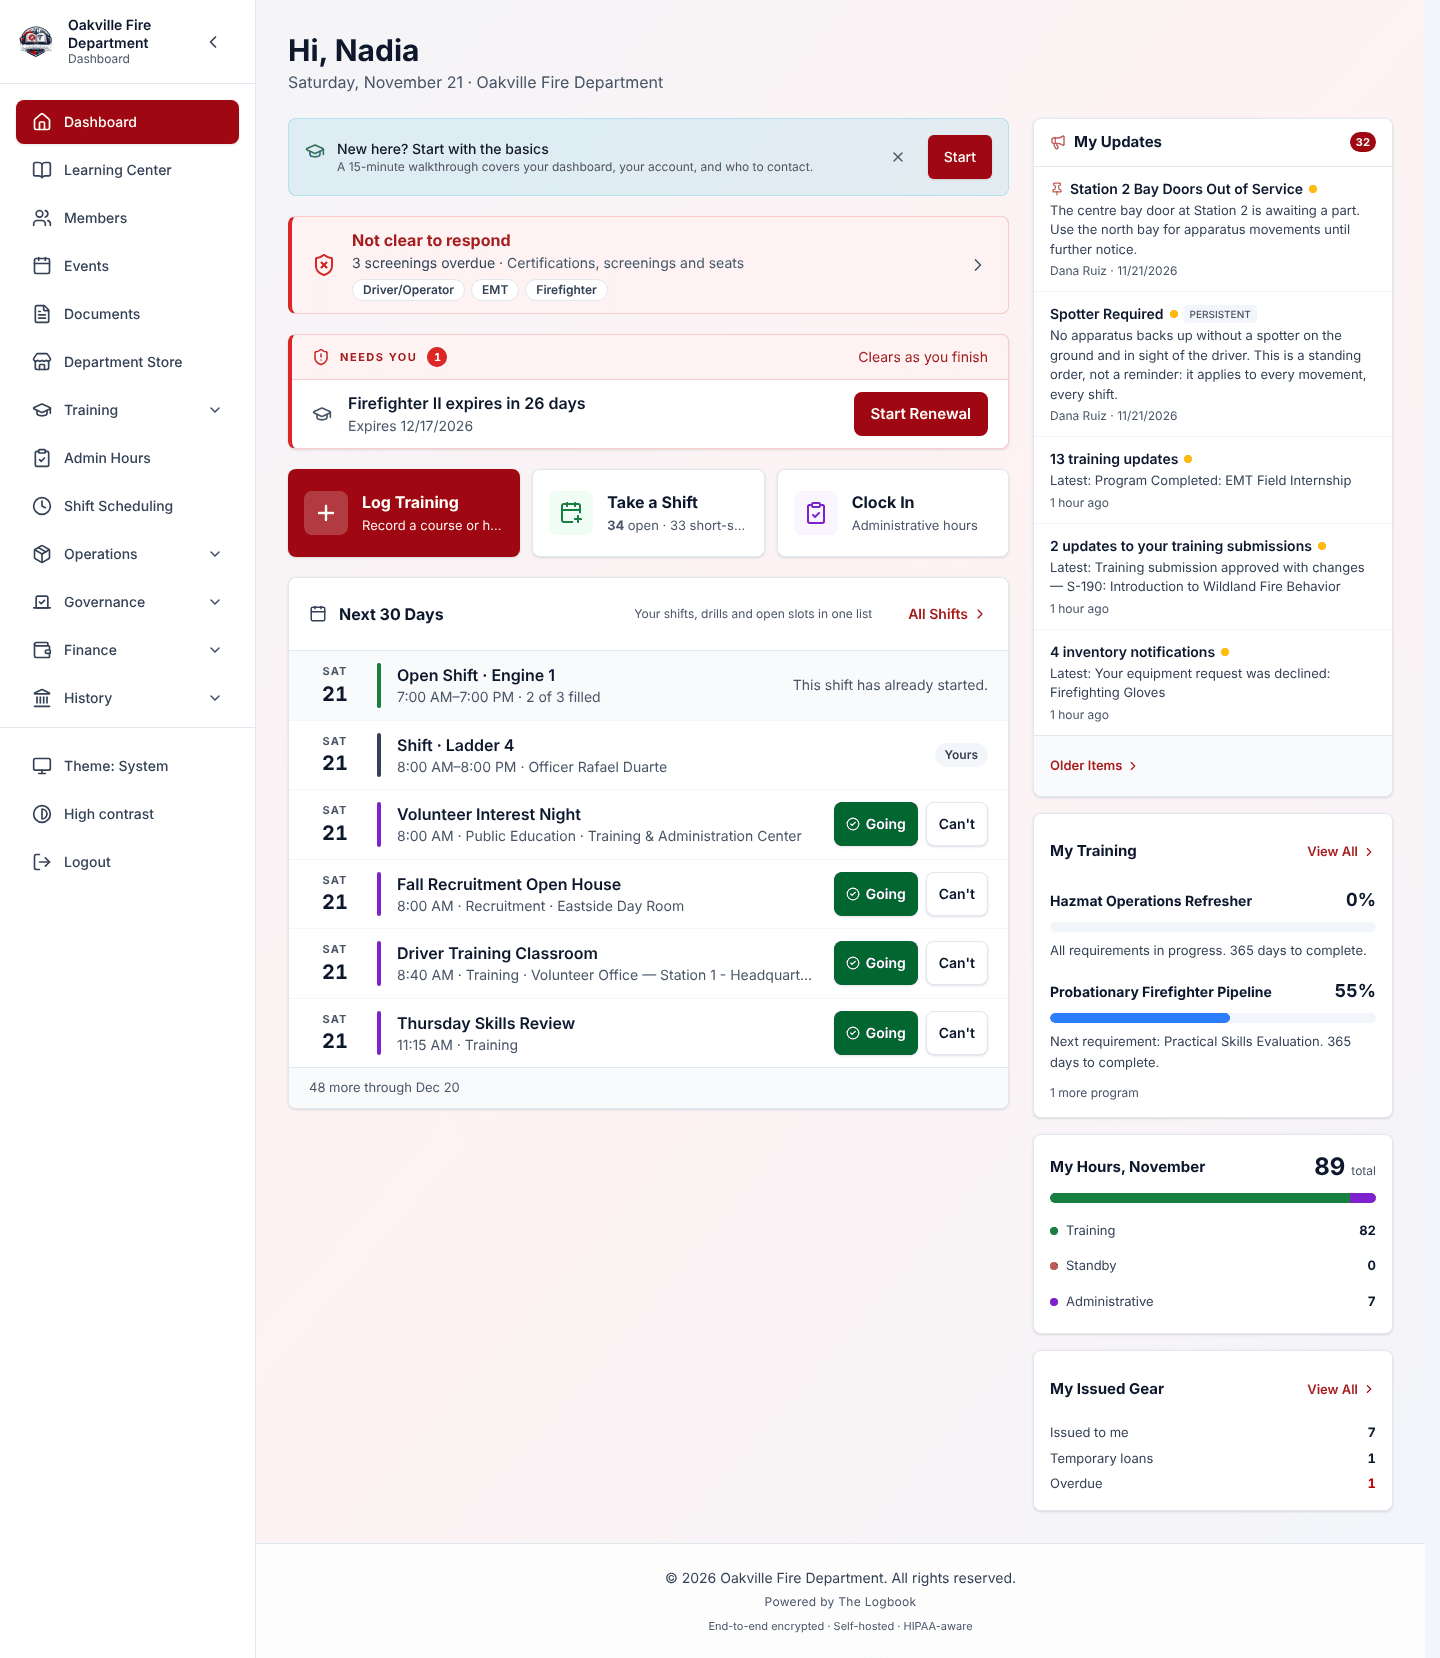 Oakville Fire
Department
Dashboard
Dashboard
Learning Center
Members
Events
Documents
Department Store
Training
Admin Hours
Shift Scheduling
Operations
Governance
Finance
History
Theme: System
High contrast
Logout
Hi, Nadia
Saturday, November 21 · Oakville Fire Department
New here? Start with the basics
A 15-minute walkthrough covers your dashboard, your account, and who to contact.
Start
Not clear to respond
3 screenings overdue · Certifications, screenings and seats
Driver/Operator EMT Firefighter
NEEDS YOU 1
Clears as you finish
Firefighter II expires in 26 days
Expires 12/17/2026
Start Renewal
Log Training
Record a course or h...
Take a Shift
34 open · 33 short-s...
Clock In
Administrative hours
Next 30 Days
Your shifts, drills and open slots in one list
All Shifts
SAT
21
Open Shift · Engine 1
7:00 AM–7:00 PM · 2 of 3 filled
This shift has already started.
SAT
21
Shift · Ladder 4
8:00 AM–8:00 PM · Officer Rafael Duarte
Yours
SAT
21
Volunteer Interest Night
8:00 AM · Public Education · Training & Administration Center
Going
Can't
SAT
21
Fall Recruitment Open House
8:00 AM · Recruitment · Eastside Day Room
Going
Can't
SAT
21
Driver Training Classroom
8:40 AM · Training · Volunteer Office — Station 1 - Headquart...
Going
Can't
SAT
21
Thursday Skills Review
11:15 AM · Training
Going
Can't
48 more through Dec 20
My Updates
32
Station 2 Bay Doors Out of Service
The centre bay door at Station 2 is awaiting a part.
Use the north bay for apparatus movements until
further notice.
Dana Ruiz · 11/21/2026
Spotter Required PERSISTENT
No apparatus backs up without a spotter on the
ground and in sight of the driver. This is a standing
order, not a reminder: it applies to every movement,
every shift.
Dana Ruiz · 11/21/2026
13 training updates
Latest: Program Completed: EMT Field Internship
1 hour ago
2 updates to your training submissions
Latest: Training submission approved with changes
— S-190: Introduction to Wildland Fire Behavior
1 hour ago
4 inventory notifications
Latest: Your equipment request was declined:
Firefighting Gloves
1 hour ago
Older Items
My Training
View All
Hazmat Operations Refresher
0%
All requirements in progress. 365 days to complete.
Probationary Firefighter Pipeline
55%
Next requirement: Practical Skills Evaluation. 365
days to complete.
1 more program
My Hours, November
89 total
Training
82
Standby
0
Administrative
7
My Issued Gear
View All
Issued to me
7
Temporary loans
1
Overdue
1
© 2026 Oakville Fire Department. All rights reserved.
Powered by The Logbook
End-to-end encrypted · Self-hosted · HIPAA-aware